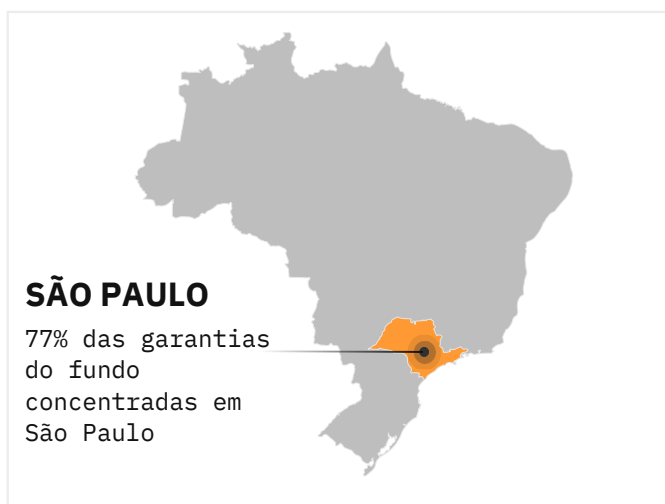 SÃO PAULO
77% das garantias
do fundo
concentradas em
São Paulo